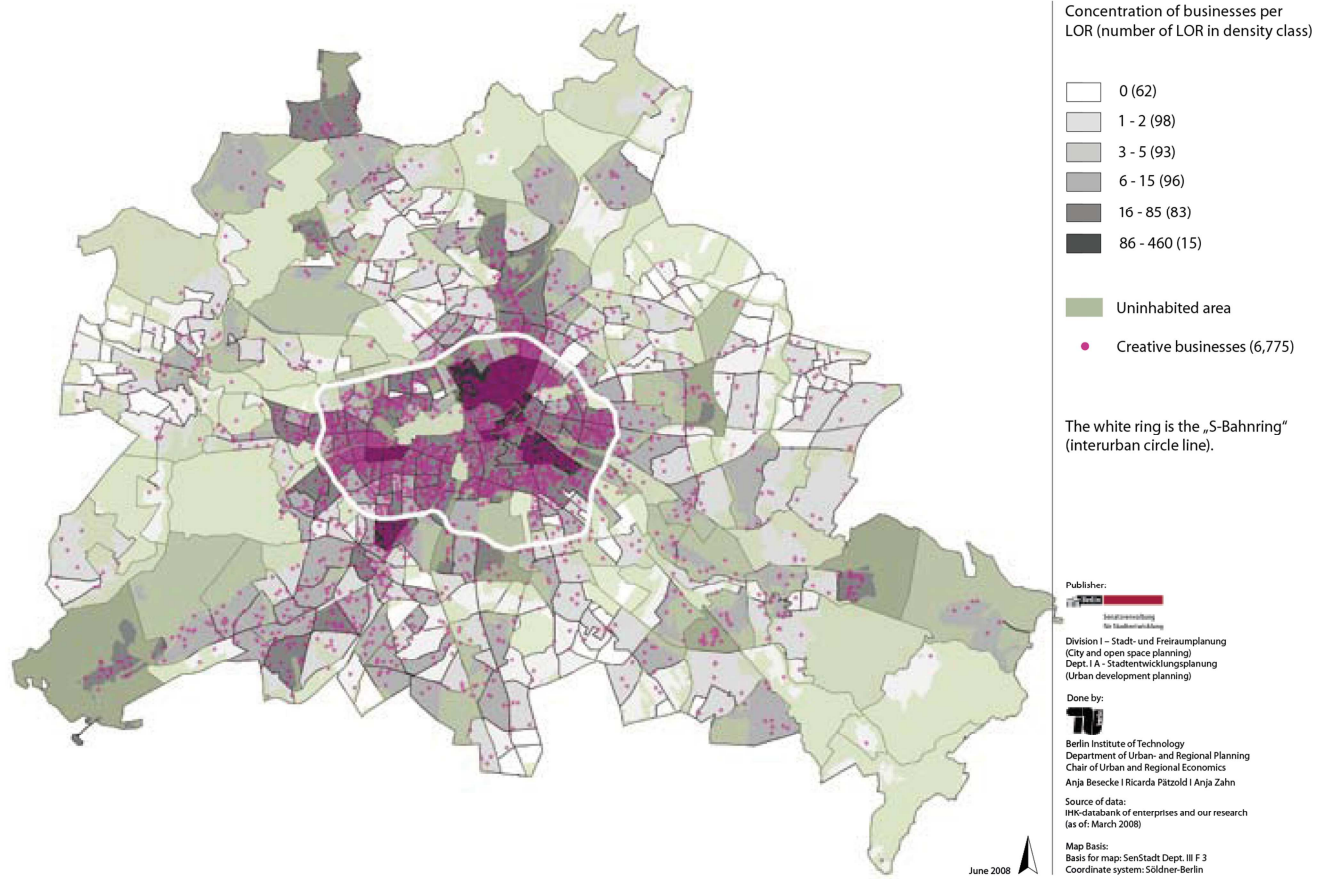 Concentration of businesses per
LOR (number of LOR in density class)
0 (62)
1 - 2 (98)
3 - 5 (93)
6 - 15 (96)
16 - 85 (83)
86 - 460 (15)
Uninhabited area
Creative businesses (6,775)
The white ring is the „S-Bahnring“
(interurban circle line).
Publisher:
Berlin
Senatsverwaltung
für Stadtentwicklung
Division I – Stadt- und Freiraumplanung
(City and open space planning)
Dept. I A - Stadtentwicklungsplanung
(Urban development planning)
Done by:
berlin
Berlin Institute of Technology
Department of Urban- and Regional Planning
Chair of Urban and Regional Economics
Anja Besecke I Ricarda Pätzold I Anja Zahn
Source of data:
IHK-databank of enterprises and our research
(as of: March 2008)
Map Basis:
Basis for map: SenStadt Dept. III F 3
Coordinate system: Söldner-Berlin
June 2008